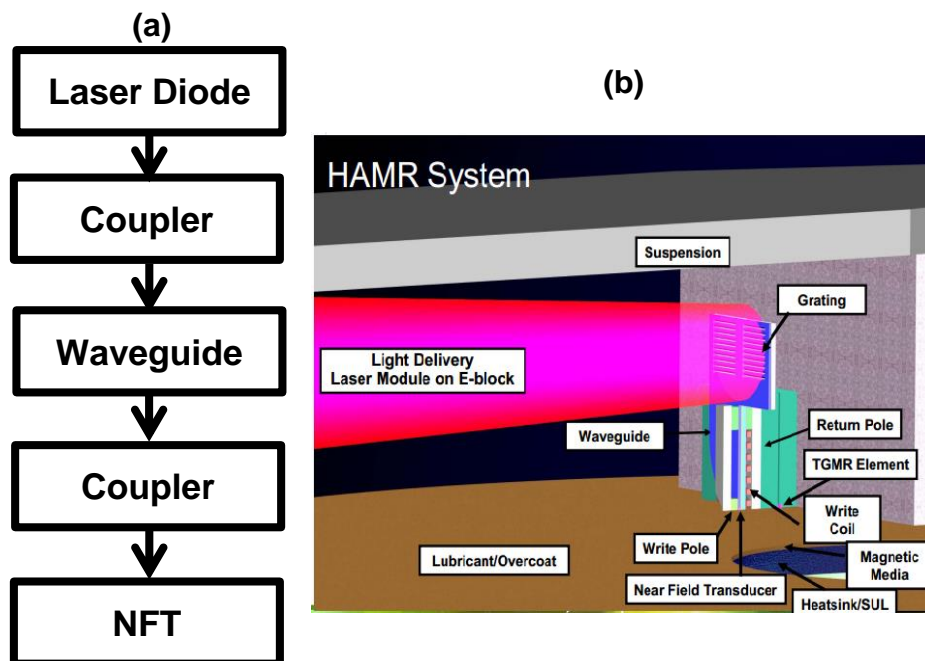 (a)
Laser Diode
Coupler
Waveguide
Coupler
NFT
(b)
HAMR System
Suspension
Grating
Light Delivery
Laser Module on E-block
Waveguide
Return Pole
TGMR Element
Write
Coil
Write Pole
Lubricant/Overcoat
Magnetic
Media
Near Field Transducer
Heatsink/SUL